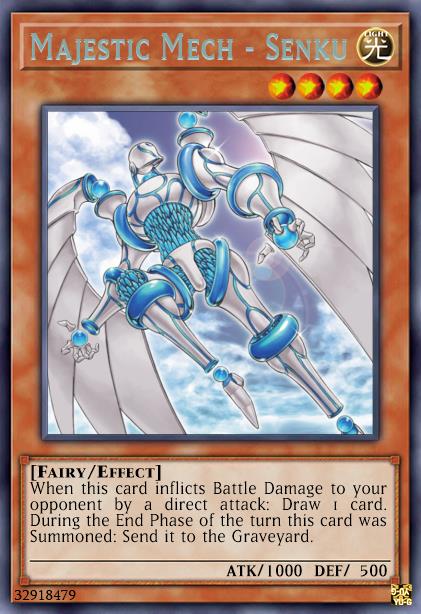 Majestic Mech - Senku
LIGHT
光
[Fairy/Effect]
When this card inflicts Battle Damage to your
opponent by a direct attack: Draw 1 card.
During the End Phase of the turn this card was
Summoned: Send it to the Graveyard.
ATK/1000 DEF/ 500
32918479